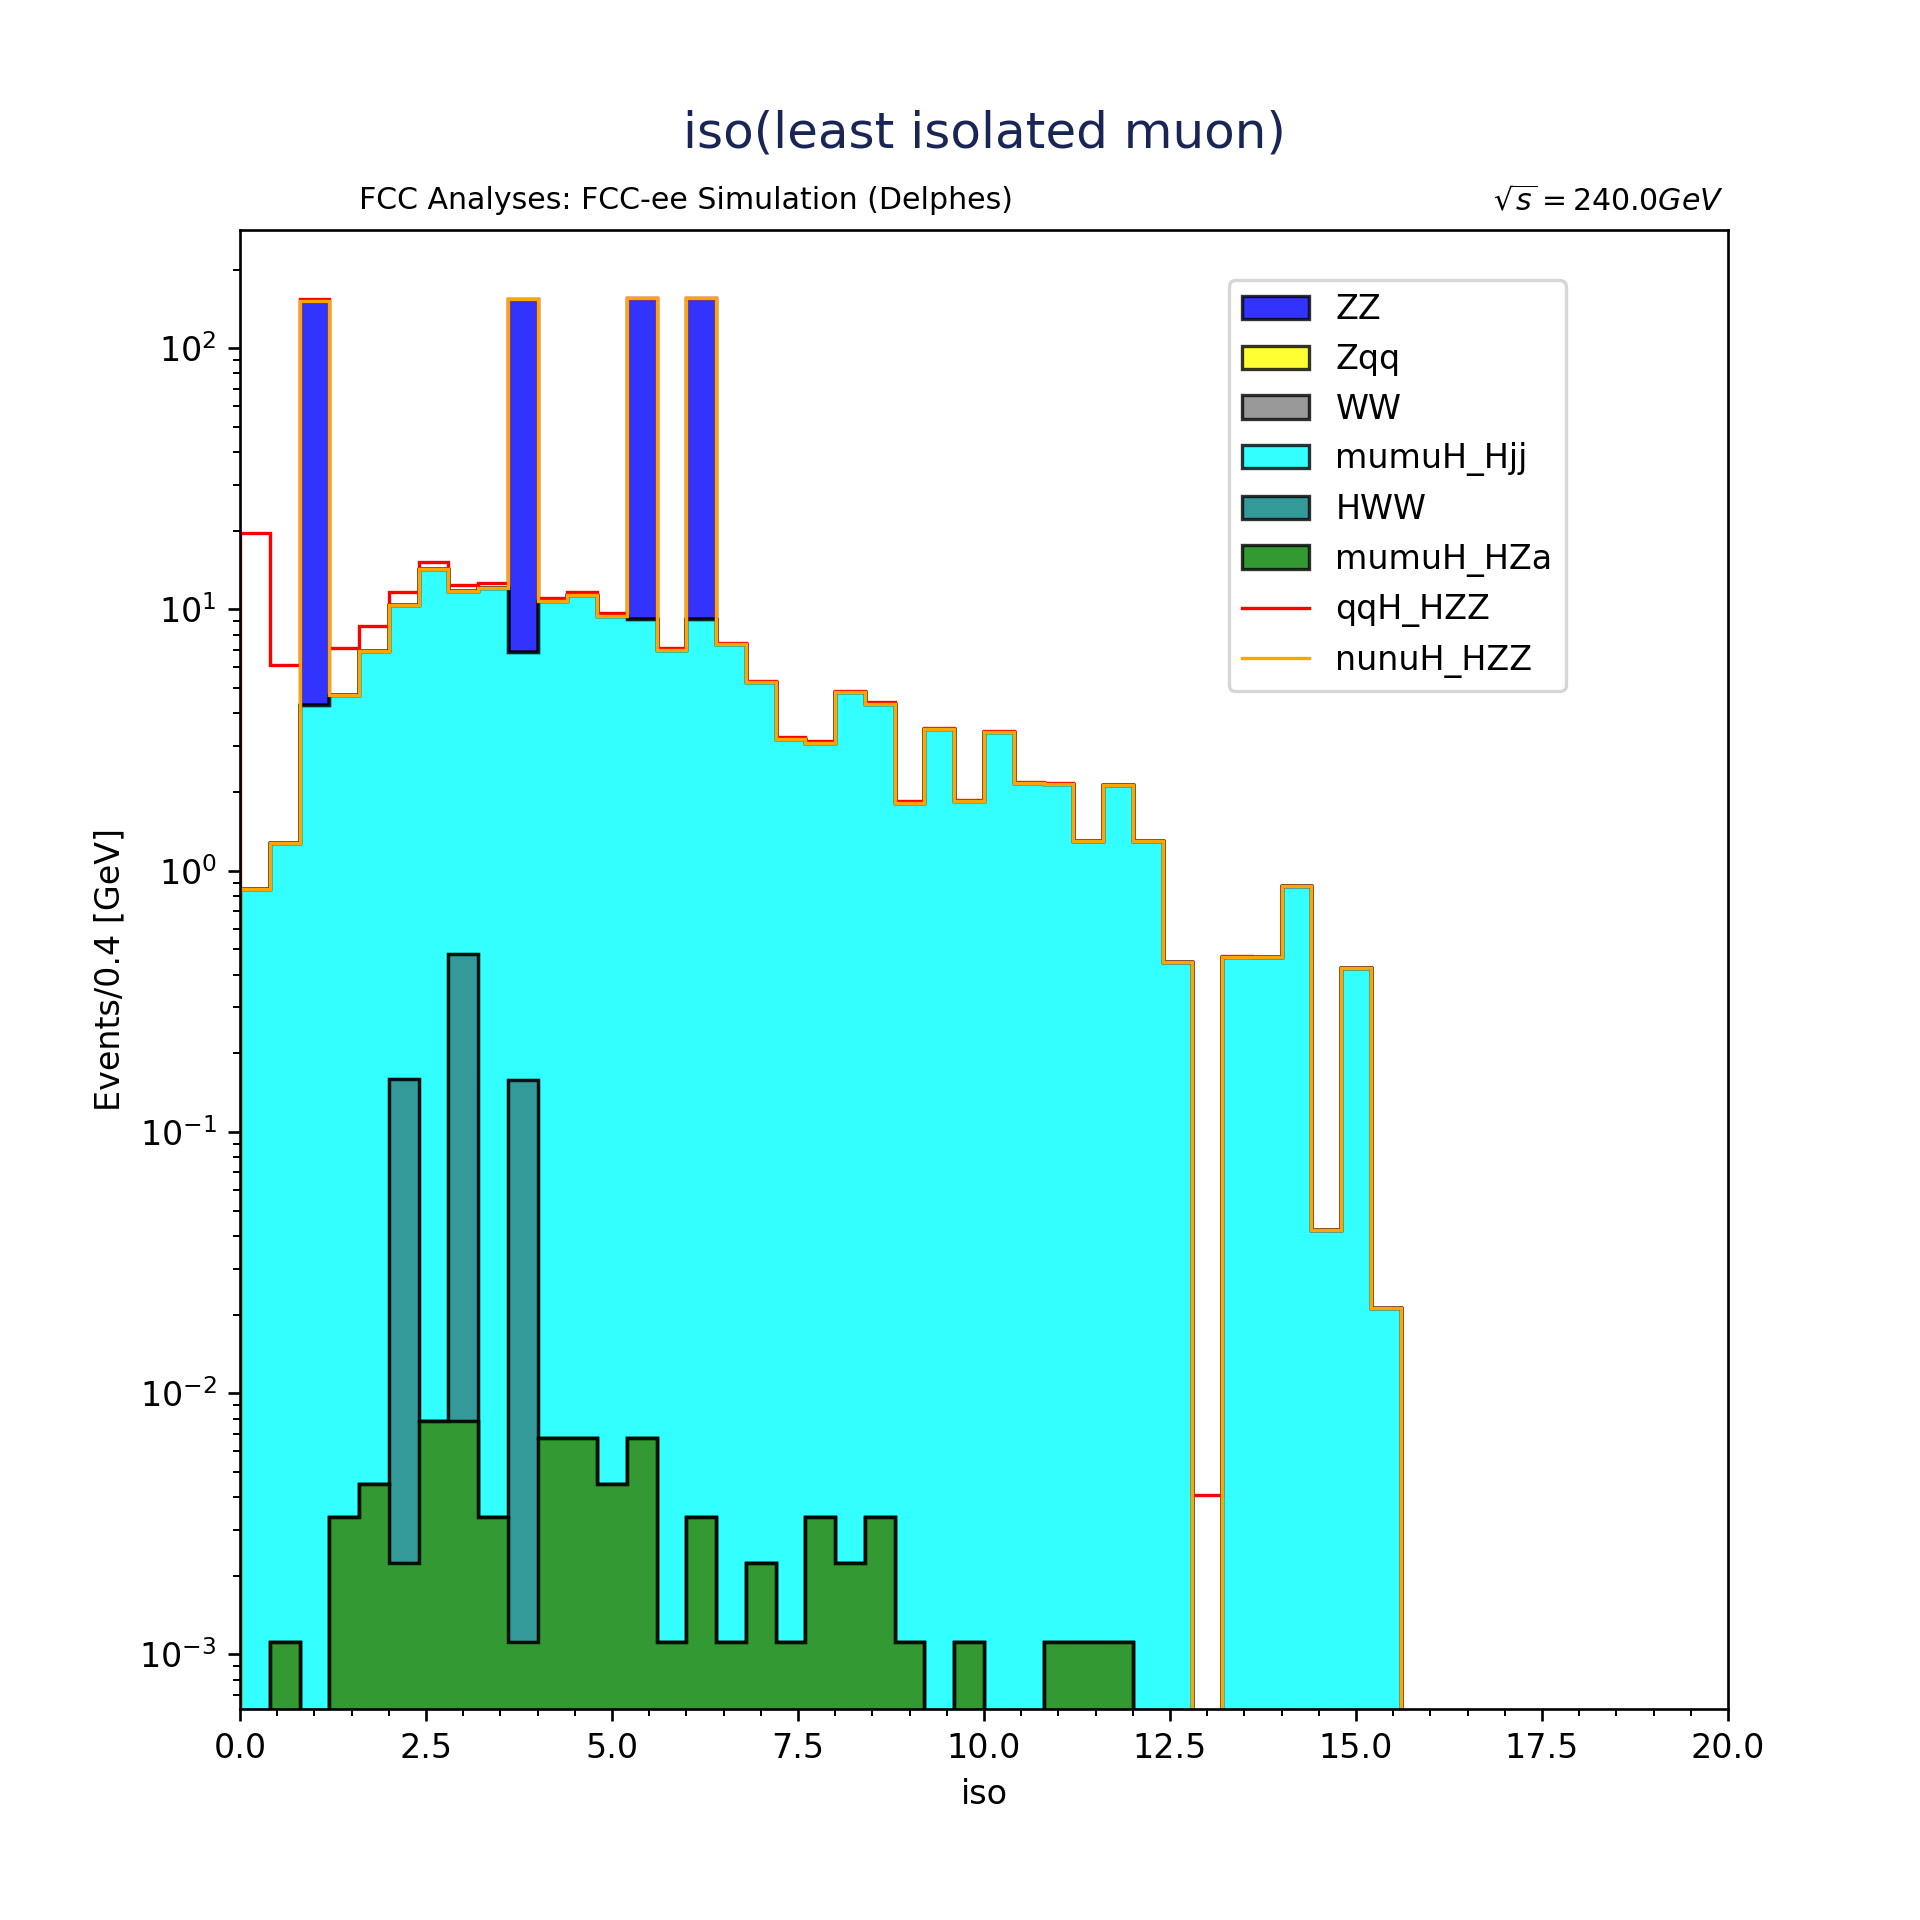 iso(least isolated muon)
FCC Analyses: FCC-ee Simulation (Delphes)
√s = 240.0GeV
ZZ
Zqq
WW
mumuH_Hjj
HWW
mumuH_HZa
qqH_HZZ
nunuH_HZZ
Events/0.4 [GeV]
10²
10¹
10⁰
10⁻¹
10⁻²
10⁻³
0.0 2.5 5.0 7.5 10.0 12.5 15.0 17.5 20.0
iso